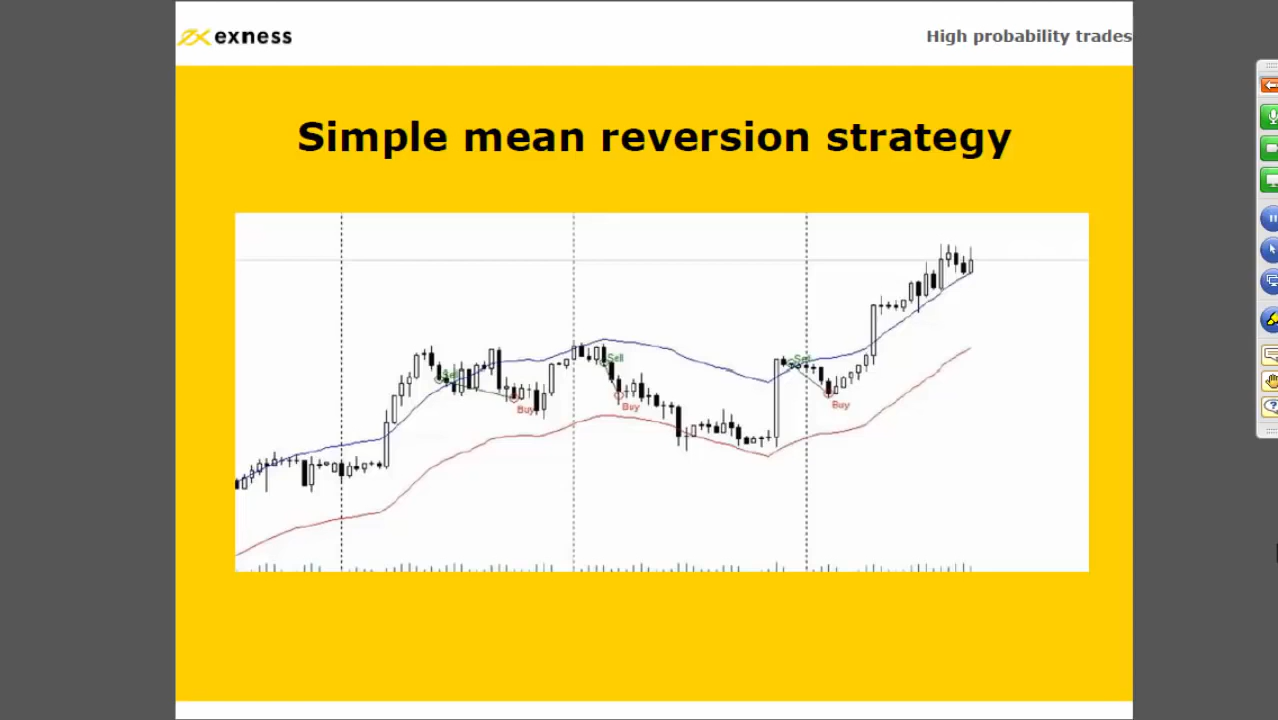 exness
High probability trades
Simple mean reversion strategy
Sell
Buy
Sell
Buy
Sell
Buy